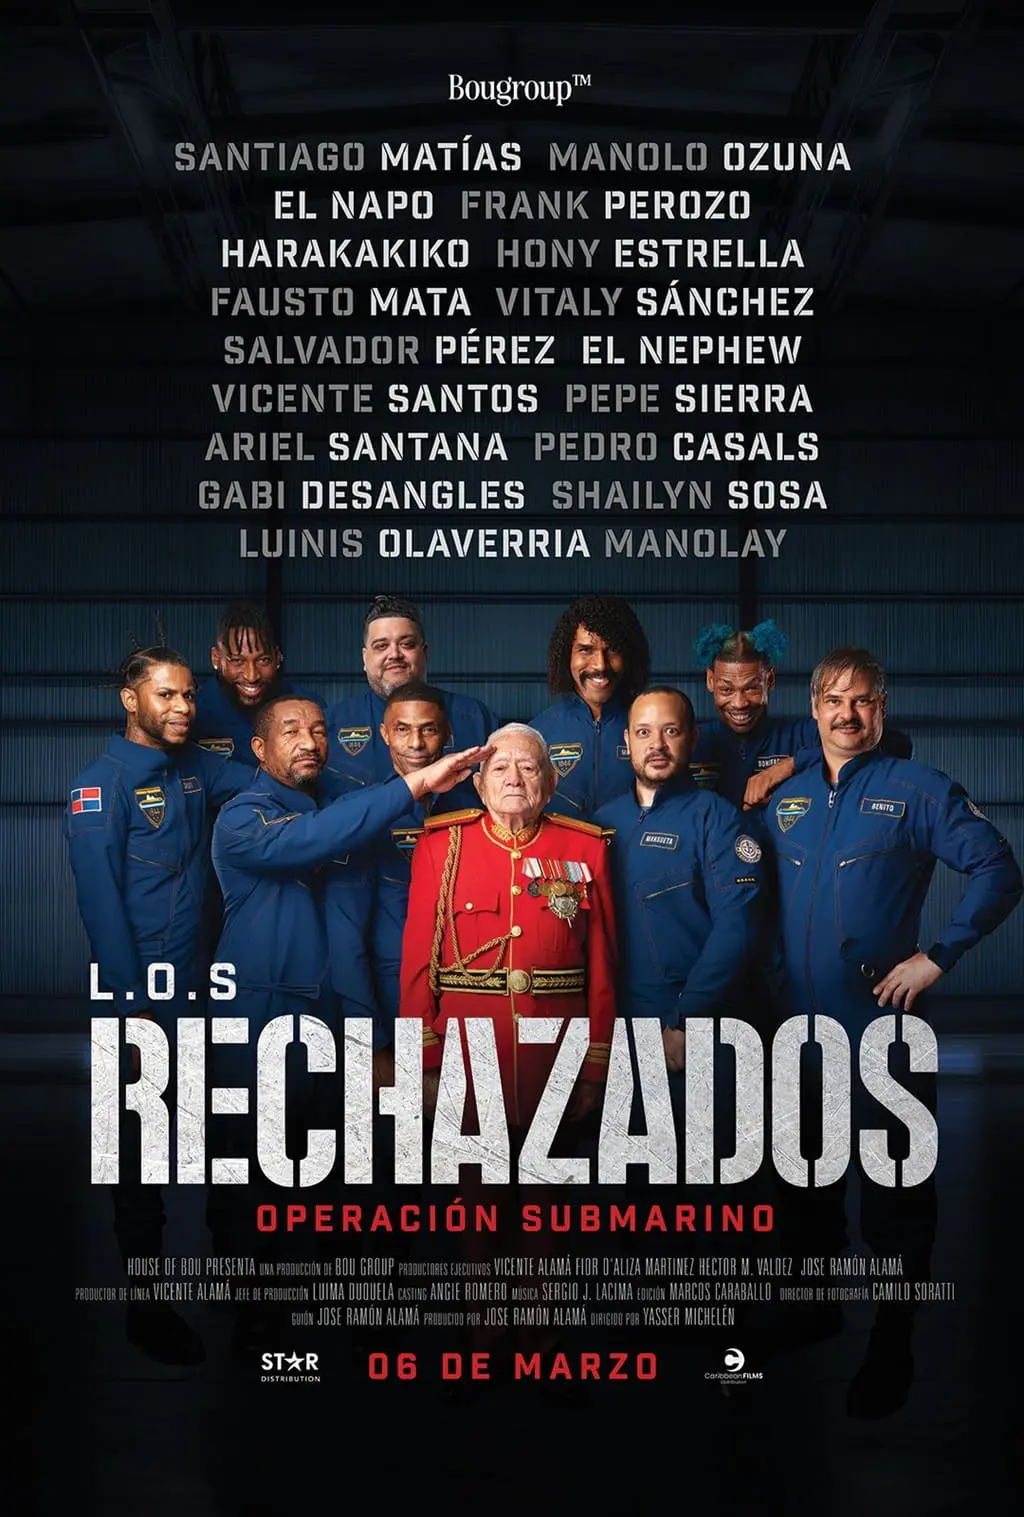 Bougroup™
SANTIAGO MATÍAS MANOLO OZUNA
EL NAPO FRANK PEROZO
HARAKAKIKO HONY ESTRELLA
FAUSTO MATA VITALY SÁNCHEZ
SALVADOR PÉREZ EL NEPHEW
VICENTE SANTOS PEPE SIERRA
ARIEL SANTANA PEDRO CASALS
GABI DESANGLES SHAILYN SOSA
LUINIS OLAVERRIA MANOLAY
1844
BENITO
MANGUETA
L.O.S
RECHAZADOS
OPERACIÓN SUBMARINO
HOUSE OF BOU PRESENTA UNA PRODUCCIÓN DE BOU GROUP PRODUCTORES EJECUTIVOS VICENTE ALAMÁ FIOR D'ALIZA MARTINEZ HECTOR M. VALDEZ JOSE RAMÓN ALAMÁ
PRODUCTOR DE LÍNEA VICENTE ALAMÁ JEFE DE PRODUCCIÓN LUIMA DUQUELA CASTING ANGIE ROMERO MÚSICA SERGIO J. LACIMA EDICIÓN MARCOS CARABALLO DIRECTOR DE FOTOGRAFÍA CAMILO SORATTI
GUIÓN JOSE RAMÓN ALAMÁ PRODUCIDO POR JOSE RAMÓN ALAMÁ DIRIGIDO POR YASSER MICHELÉN
STAR
DISTRIBUTION
06 DE MARZO
CaribbeanFILMS
Distribution